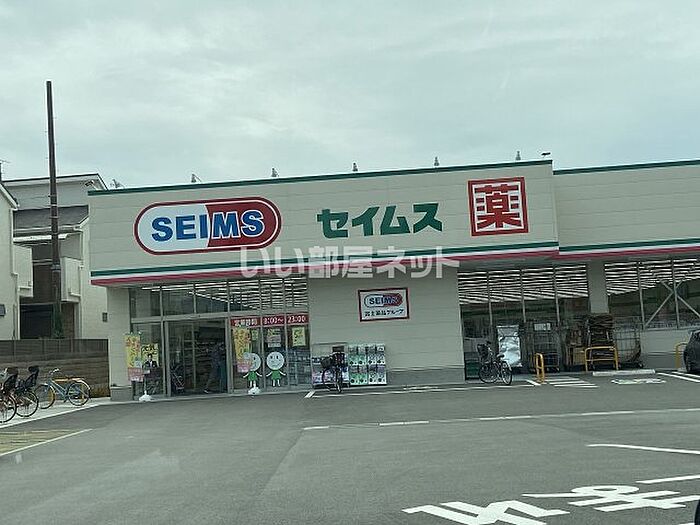 SEIMS セイムス 薬
いい部屋ネット
SEIMS
富士薬品グループ
営業時間 8:00～23:00